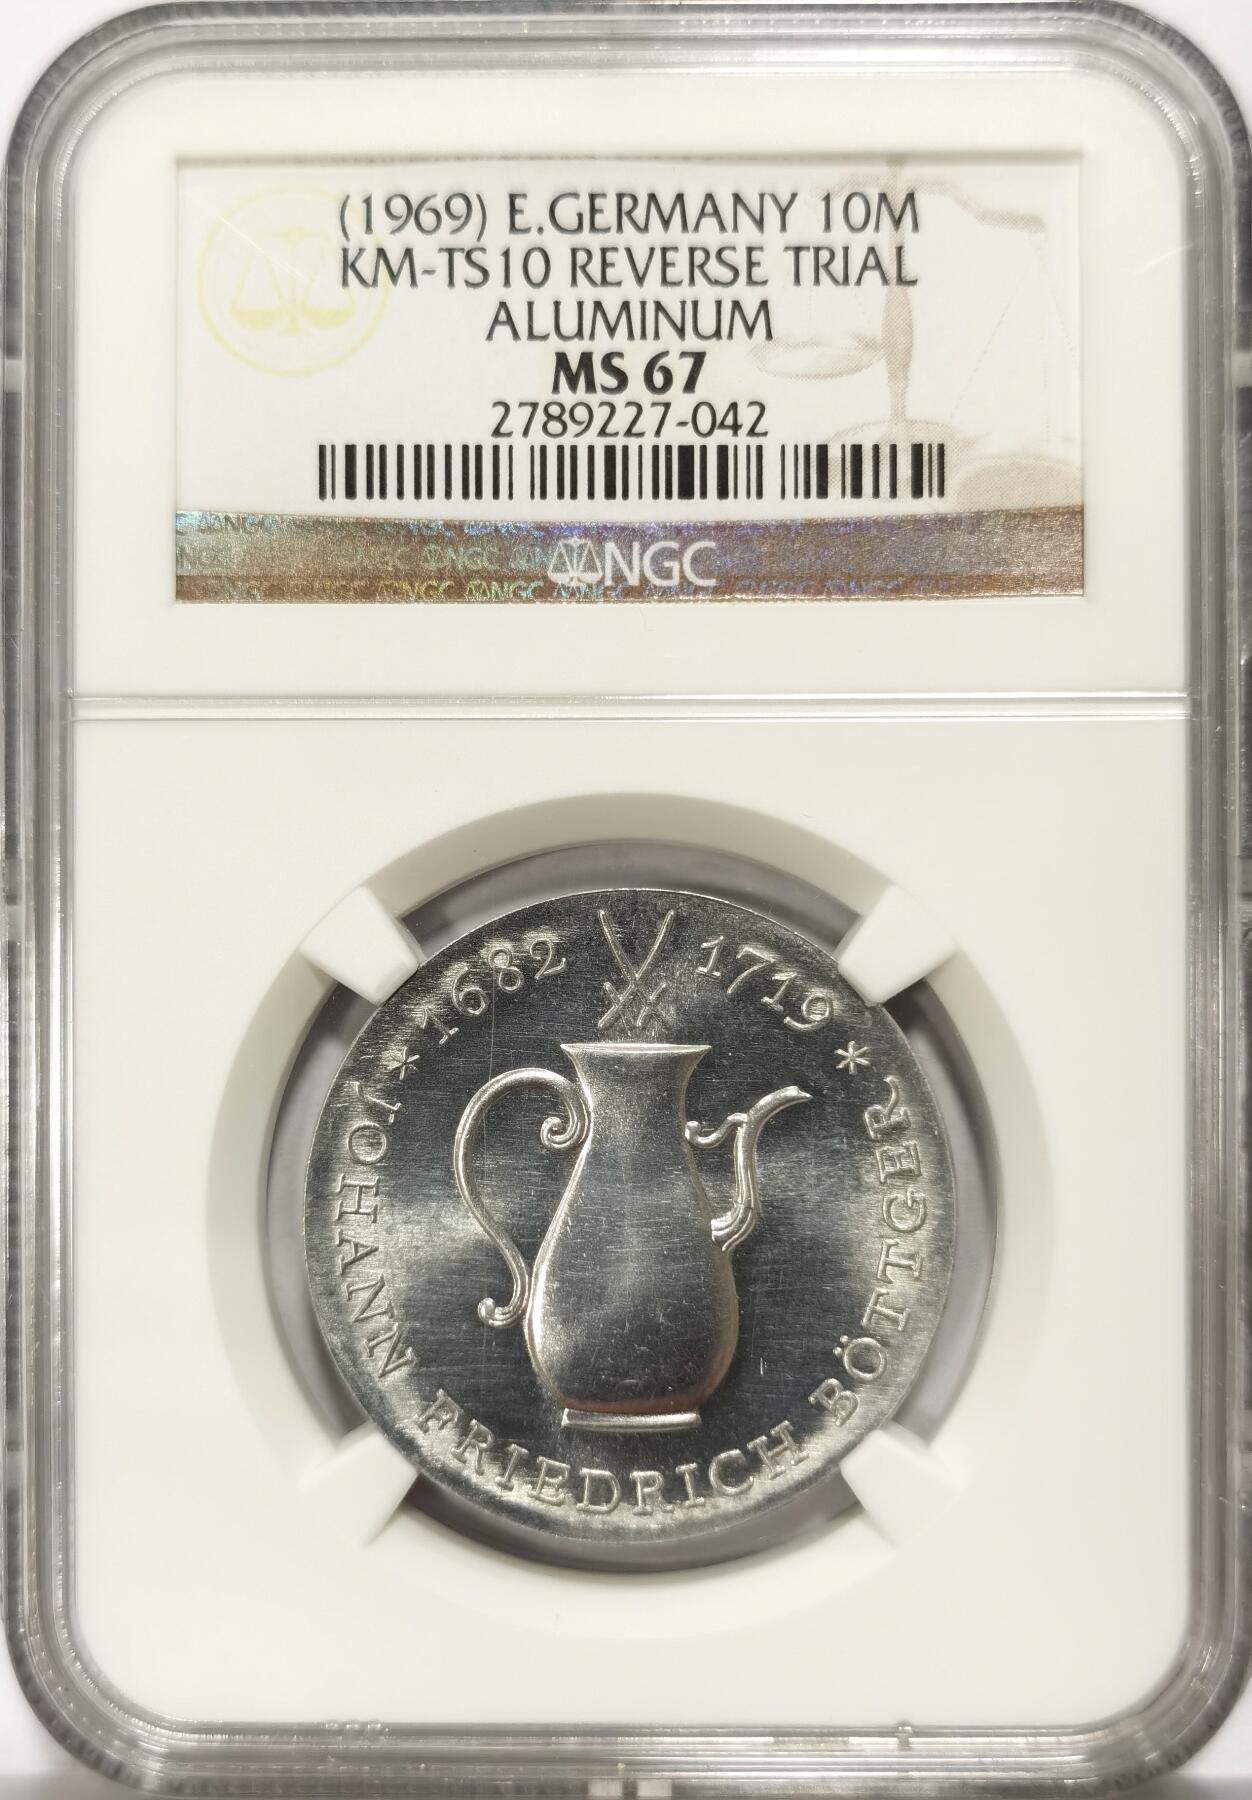 (1969) E.GERMANY 10M
KM-TS10 REVERSE TRIAL
ALUMINUM
MS 67
2789227-042
NGC
* 1682 1719 *
JOHANN FRIEDRICH BÖTTGER